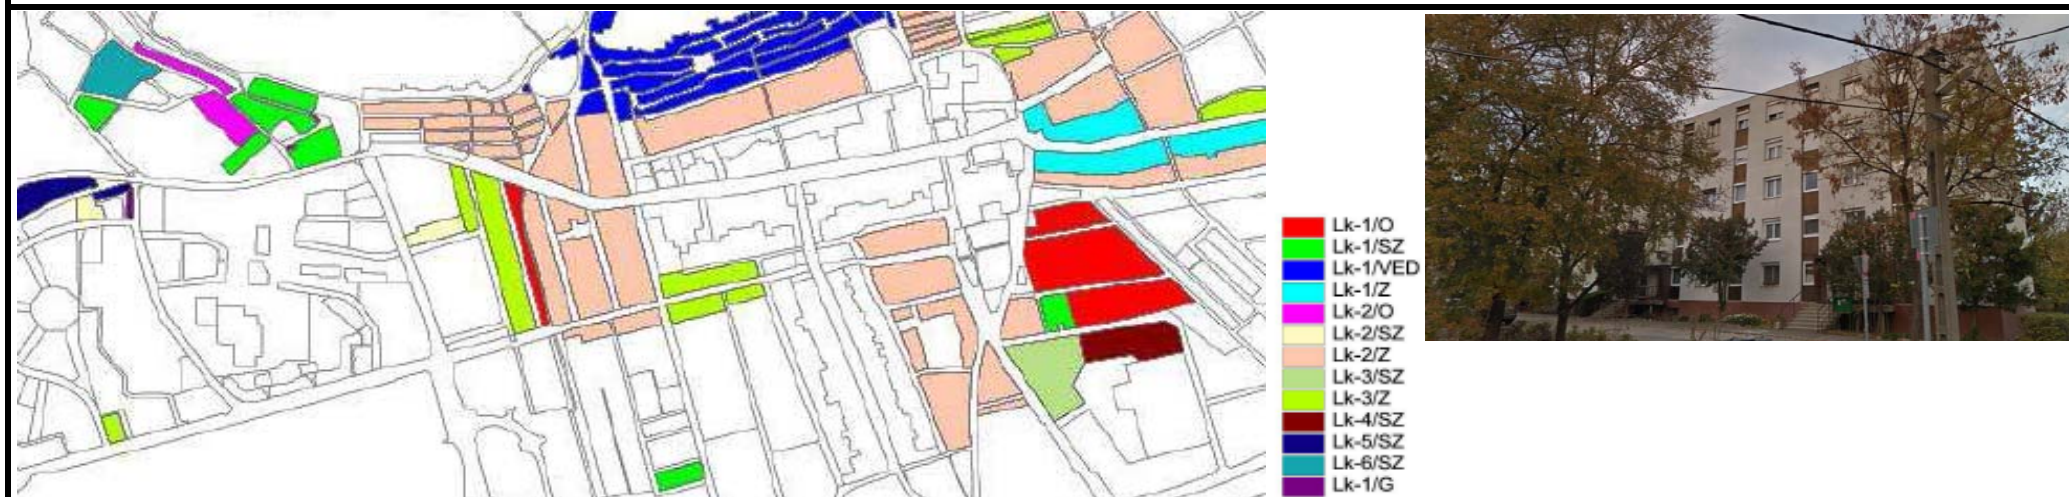 Lk-1/O
Lk-1/SZ
Lk-1/VED
Lk-1/Z
Lk-2/O
Lk-2/SZ
Lk-2/Z
Lk-3/SZ
Lk-3/Z
Lk-4/SZ
Lk-5/SZ
Lk-6/SZ
Lk-1/G